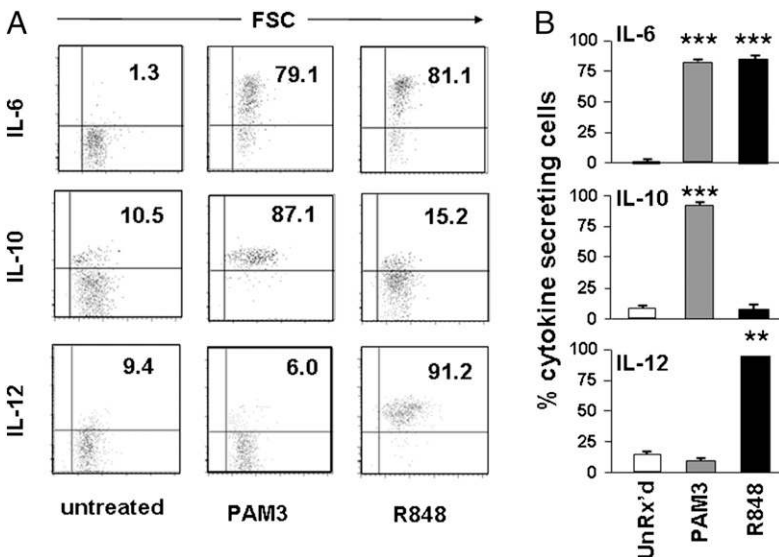 A
FSC
IL-6
1.3
79.1
81.1
IL-10
10.5
87.1
15.2
IL-12
9.4
6.0
91.2
untreated
PAM3
R848
B
% cytokine secreting cells
IL-6
*** ***
100
75
50
25
0
IL-10
***
100
75
50
25
0
IL-12
**
100
75
50
25
0
UnRx'd
PAM3
R848